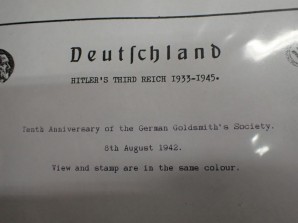 Deutſchland
HITLER'S THIRD REICH 1933-1945.
Tenth Anniversary of the German Goldsmith's Society.
8th August 1942.
View and stamp are in the same colour.